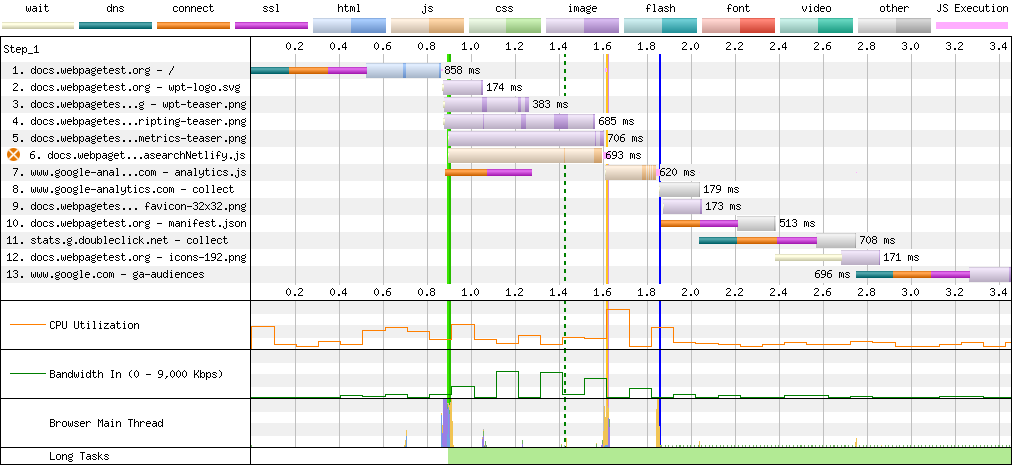 wait dns connect ssl html js css image flash font video other JS Execution
Step_1 0.2 0.4 0.6 0.8 1.0 1.2 1.4 1.6 1.8 2.0 2.2 2.4 2.6 2.8 3.0 3.2 3.4
1. docs.webpagetest.org - / 858 ms
2. docs.webpagetest.org - wpt-logo.svg 174 ms
3. docs.webpagetes...g - wpt-teaser.png 383 ms
4. docs.webpagetes...ripting-teaser.png 685 ms
5. docs.webpagetes...metrics-teaser.png 706 ms
6. docs.webpaget...asearchNetlify.js 693 ms
7. www.google-anal...com - analytics.js 620 ms
8. www.google-analytics.com - collect 179 ms
9. docs.webpagetes... favicon-32x32.png 173 ms
10. docs.webpagetest.org - manifest.json 513 ms
11. stats.g.doubleclick.net - collect 708 ms
12. docs.webpagetest.org - icons-192.png 171 ms
13. www.google.com - ga-audiences 696 ms
0.2 0.4 0.6 0.8 1.0 1.2 1.4 1.6 1.8 2.0 2.2 2.4 2.6 2.8 3.0 3.2 3.4
CPU Utilization
Bandwidth In (0 - 9,000 Kbps)
Browser Main Thread
Long Tasks